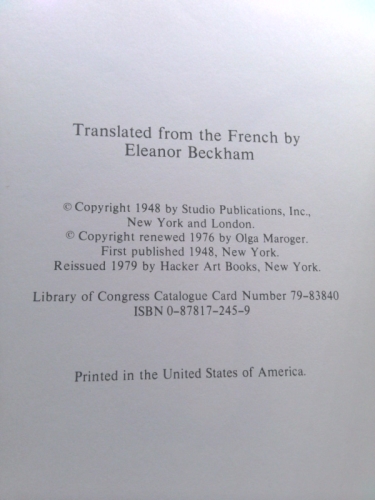 Translated from the French by
Eleanor Beckham
© Copyright 1948 by Studio Publications, Inc.,
New York and London.
© Copyright renewed 1976 by Olga Maroger.
First published 1948, New York.
Reissued 1979 by Hacker Art Books, New York.
Library of Congress Catalogue Card Number 79–83840
ISBN 0–87817–245–9
Printed in the United States of America.